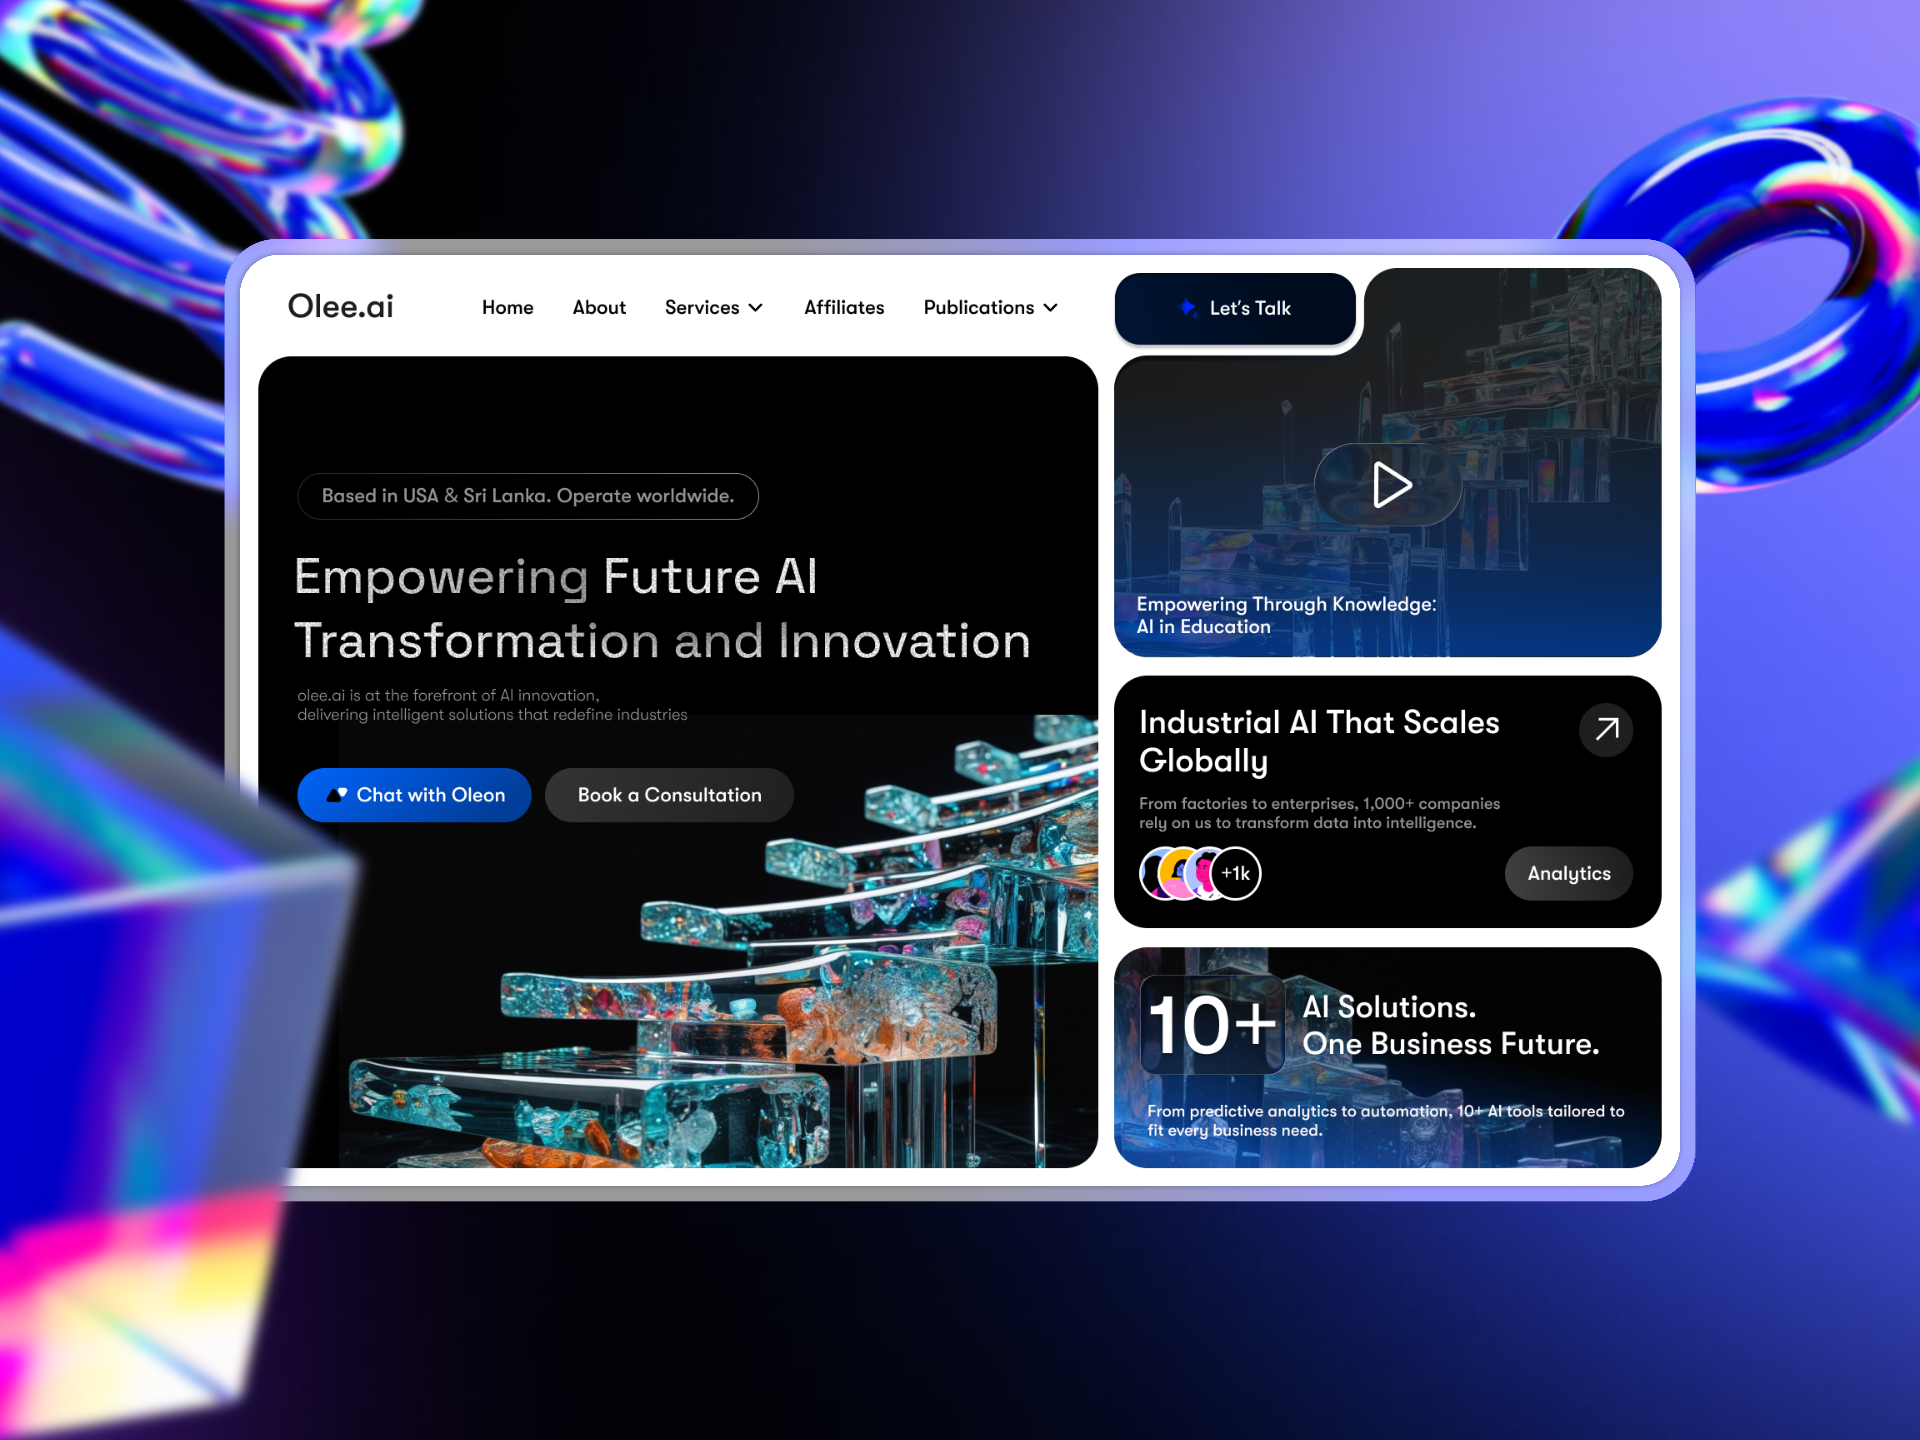 Olee.ai
Home
About
Services
Affiliates
Publications
Let's Talk
Based in USA & Sri Lanka. Operate worldwide.
Empowering Future AI
Transformation and Innovation
olee.ai is at the forefront of AI innovation,
delivering intelligent solutions that redefine industries
Chat with Oleon
Book a Consultation
Empowering Through Knowledge:
AI in Education
Industrial AI That Scales
Globally
From factories to enterprises, 1,000+ companies
rely on us to transform data into intelligence.
+1k
Analytics
10+
AI Solutions.
One Business Future.
From predictive analytics to automation, 10+ AI tools tailored to
fit every business need.